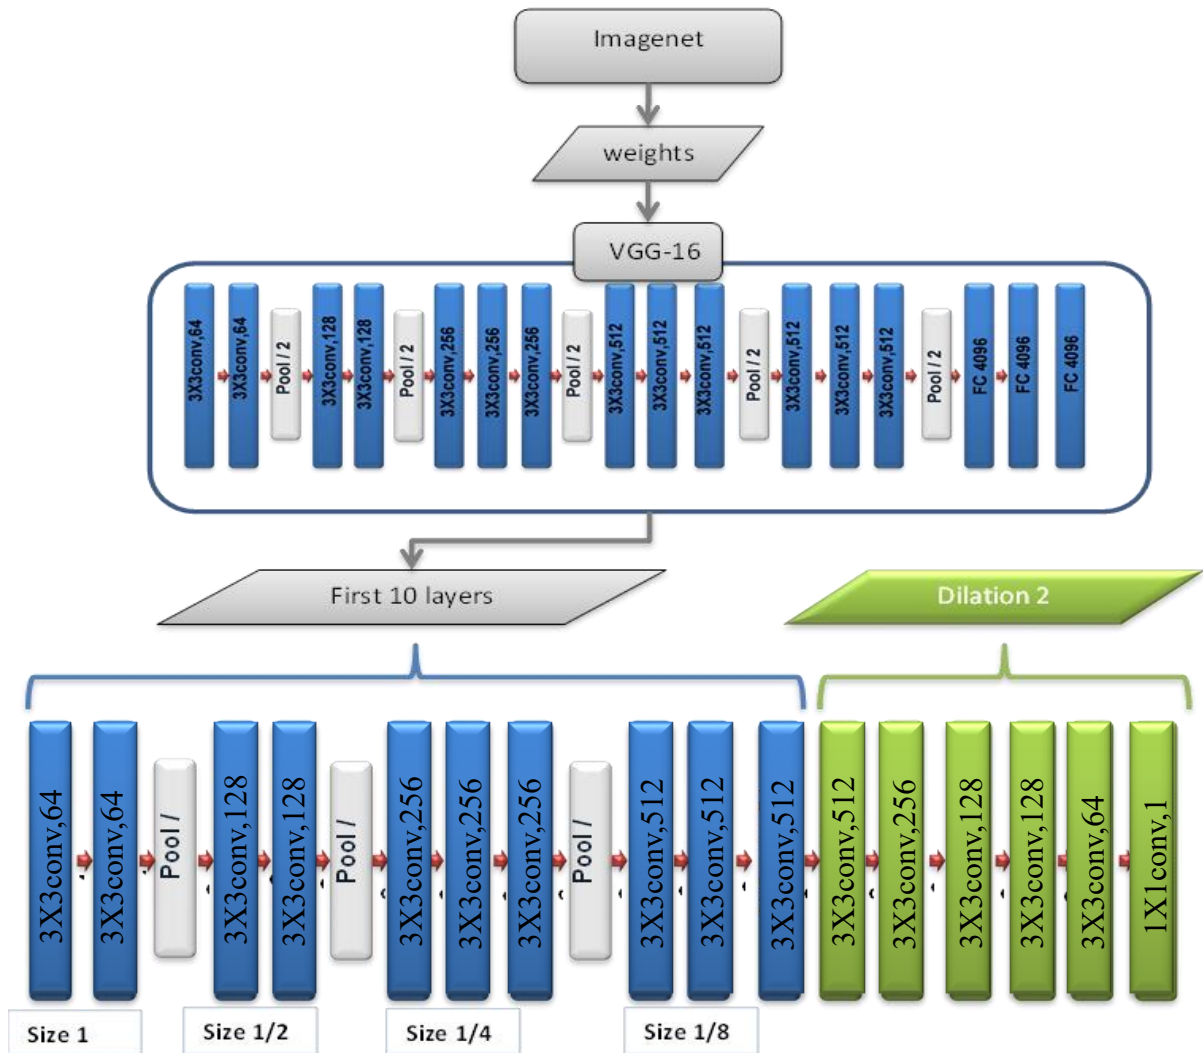 Imagenet
weights
VGG-16
3X3conv,64
3X3conv,64
Pool / 2
3X3conv,128
3X3conv,128
Pool / 2
3X3conv,256
3X3conv,256
3X3conv,256
Pool / 2
3X3conv,512
3X3conv,512
3X3conv,512
Pool / 2
3X3conv,512
3X3conv,512
3X3conv,512
Pool / 2
FC 4096
FC 4096
FC 4096
First 10 layers
Dilation 2
3X3conv,64
3X3conv,64
Pool /
3X3conv,128
3X3conv,128
Pool /
3X3conv,256
3X3conv,256
3X3conv,256
Pool /
3X3conv,512
3X3conv,512
3X3conv,512
3X3conv,512
3X3conv,256
3X3conv,128
3X3conv,128
3X3conv,64
1X1conv,1
Size 1
Size 1/2
Size 1/4
Size 1/8